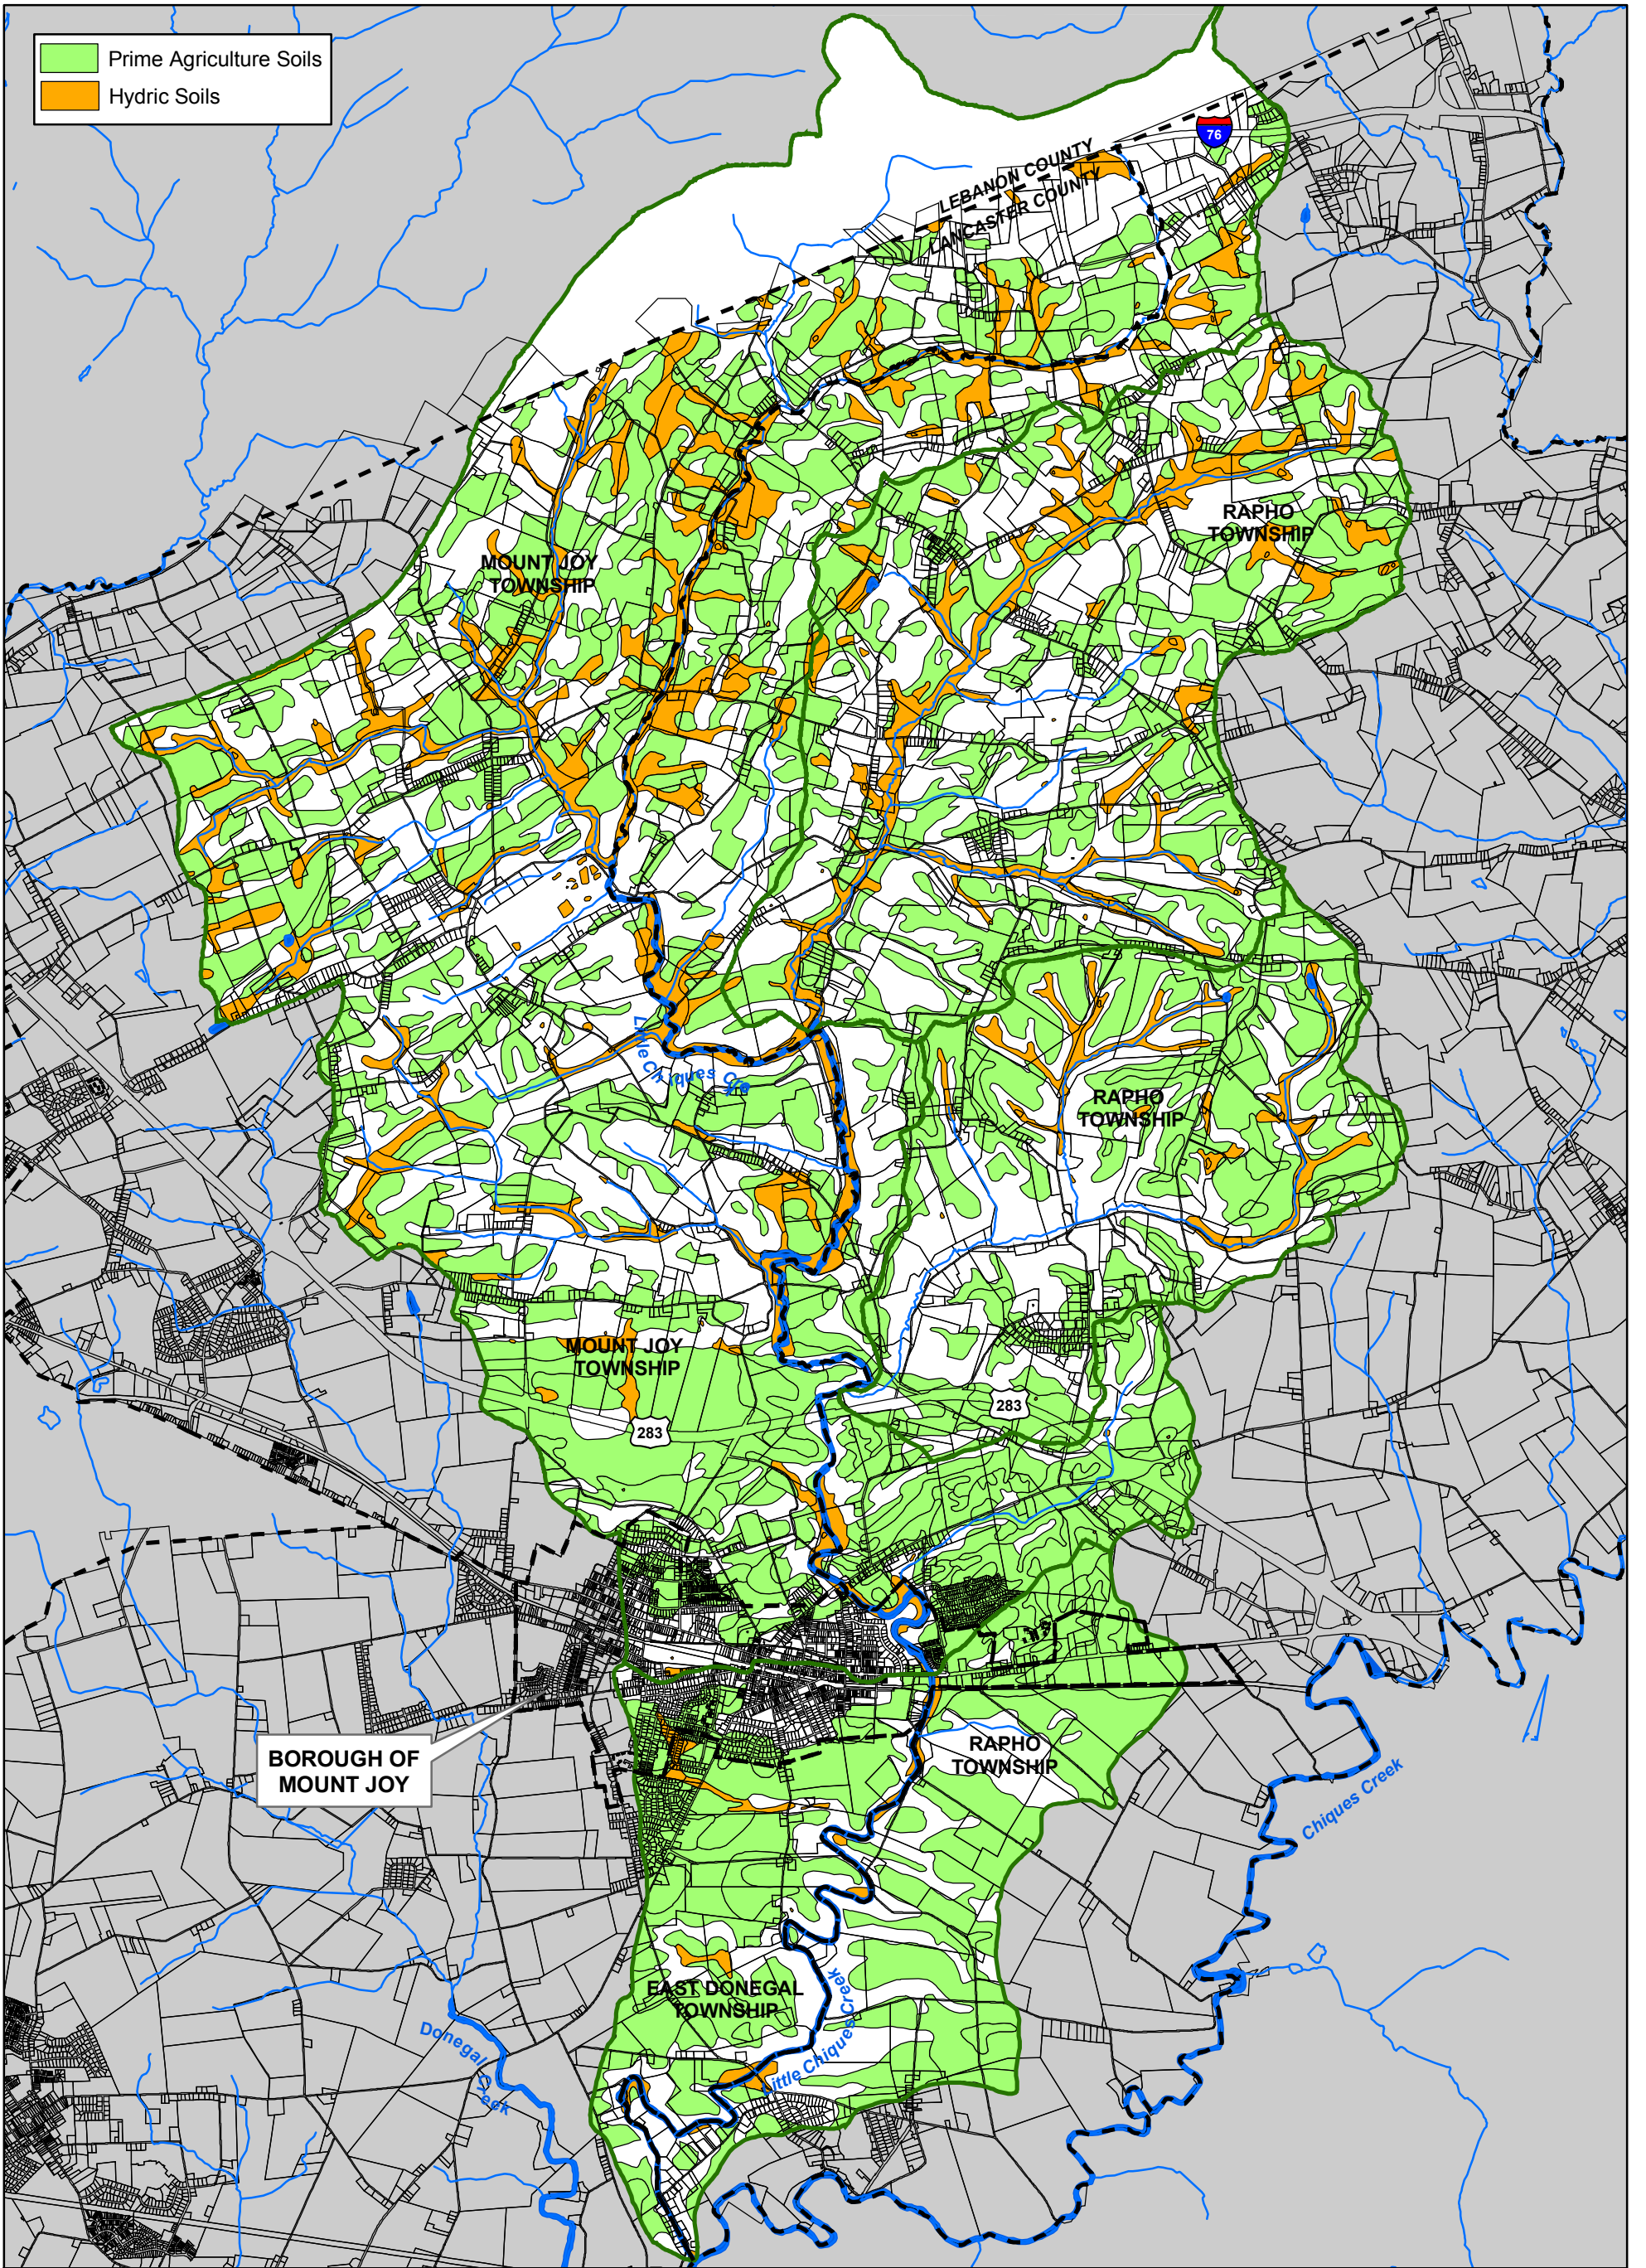 Prime Agriculture Soils
Hydric Soils
76
LEBANON COUNTY
LANCASTER COUNTY
RAPHO
TOWNSHIP
MOUNT JOY
TOWNSHIP
Little Chiques Cre
RAPHO
TOWNSHIP
MOUNT JOY
TOWNSHIP
283
283
BOROUGH OF
MOUNT JOY
RAPHO
TOWNSHIP
Chiques Creek
EAST DONEGAL
TOWNSHIP
Little Chiques Creek
Donegal
Creek